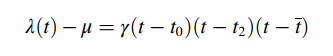 λ(t) − μ = γ(t − t₀)(t − t₂)(t − t̅)